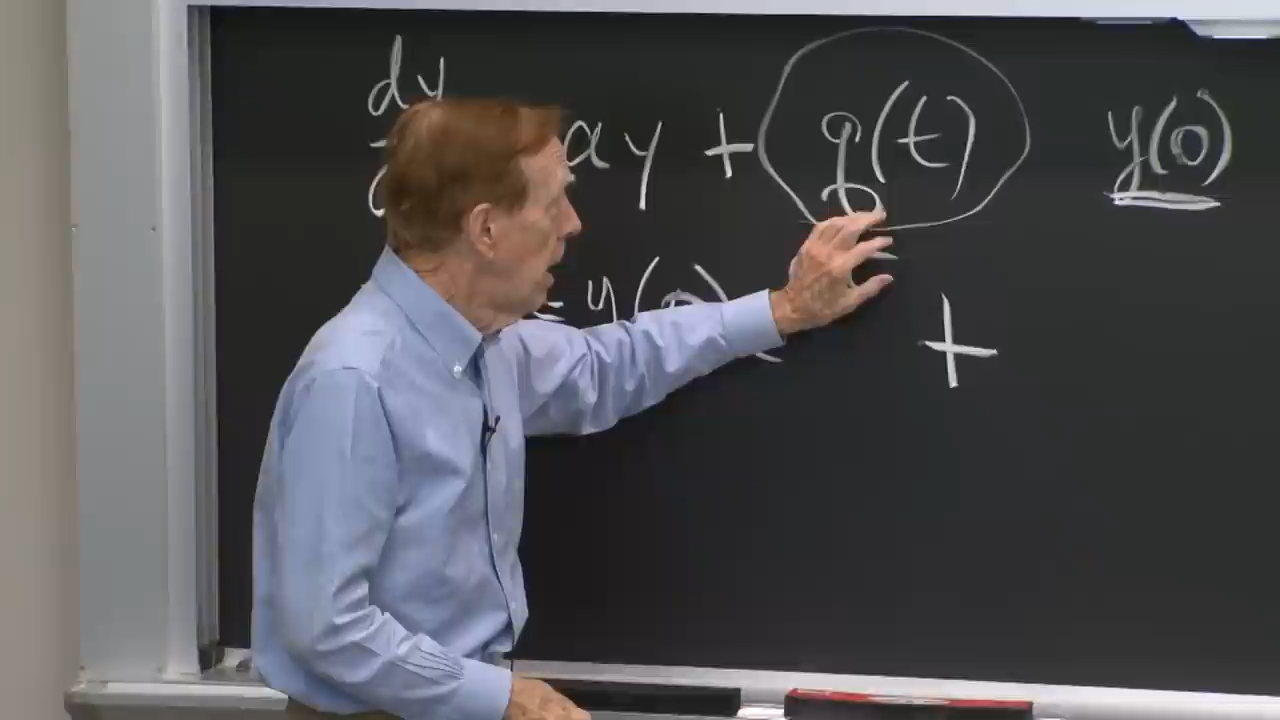 dy ay + q(t) y(0)
= y(0) +